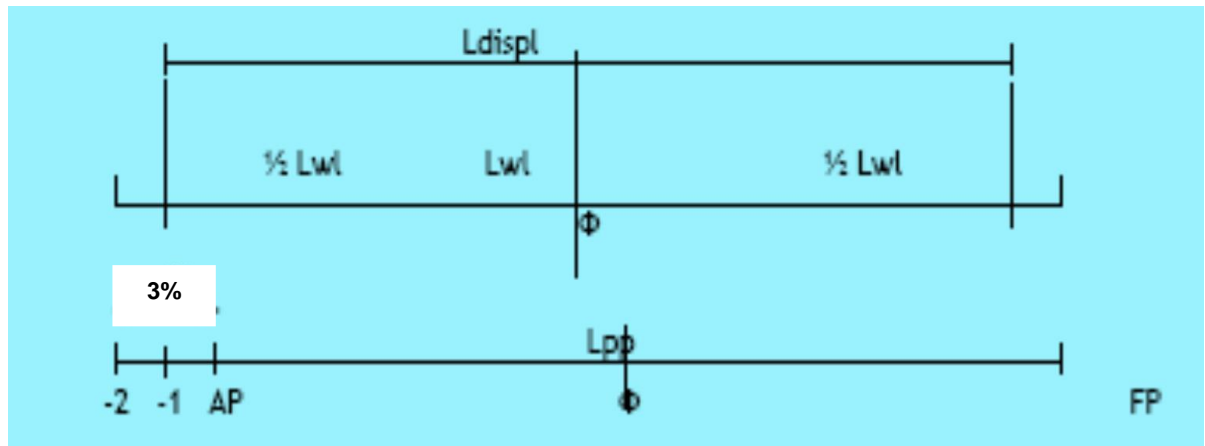 Ldispl
½ Lwl Lwl ½ Lwl
Φ
3%
Lpp
-2 -1 AP Φ FP